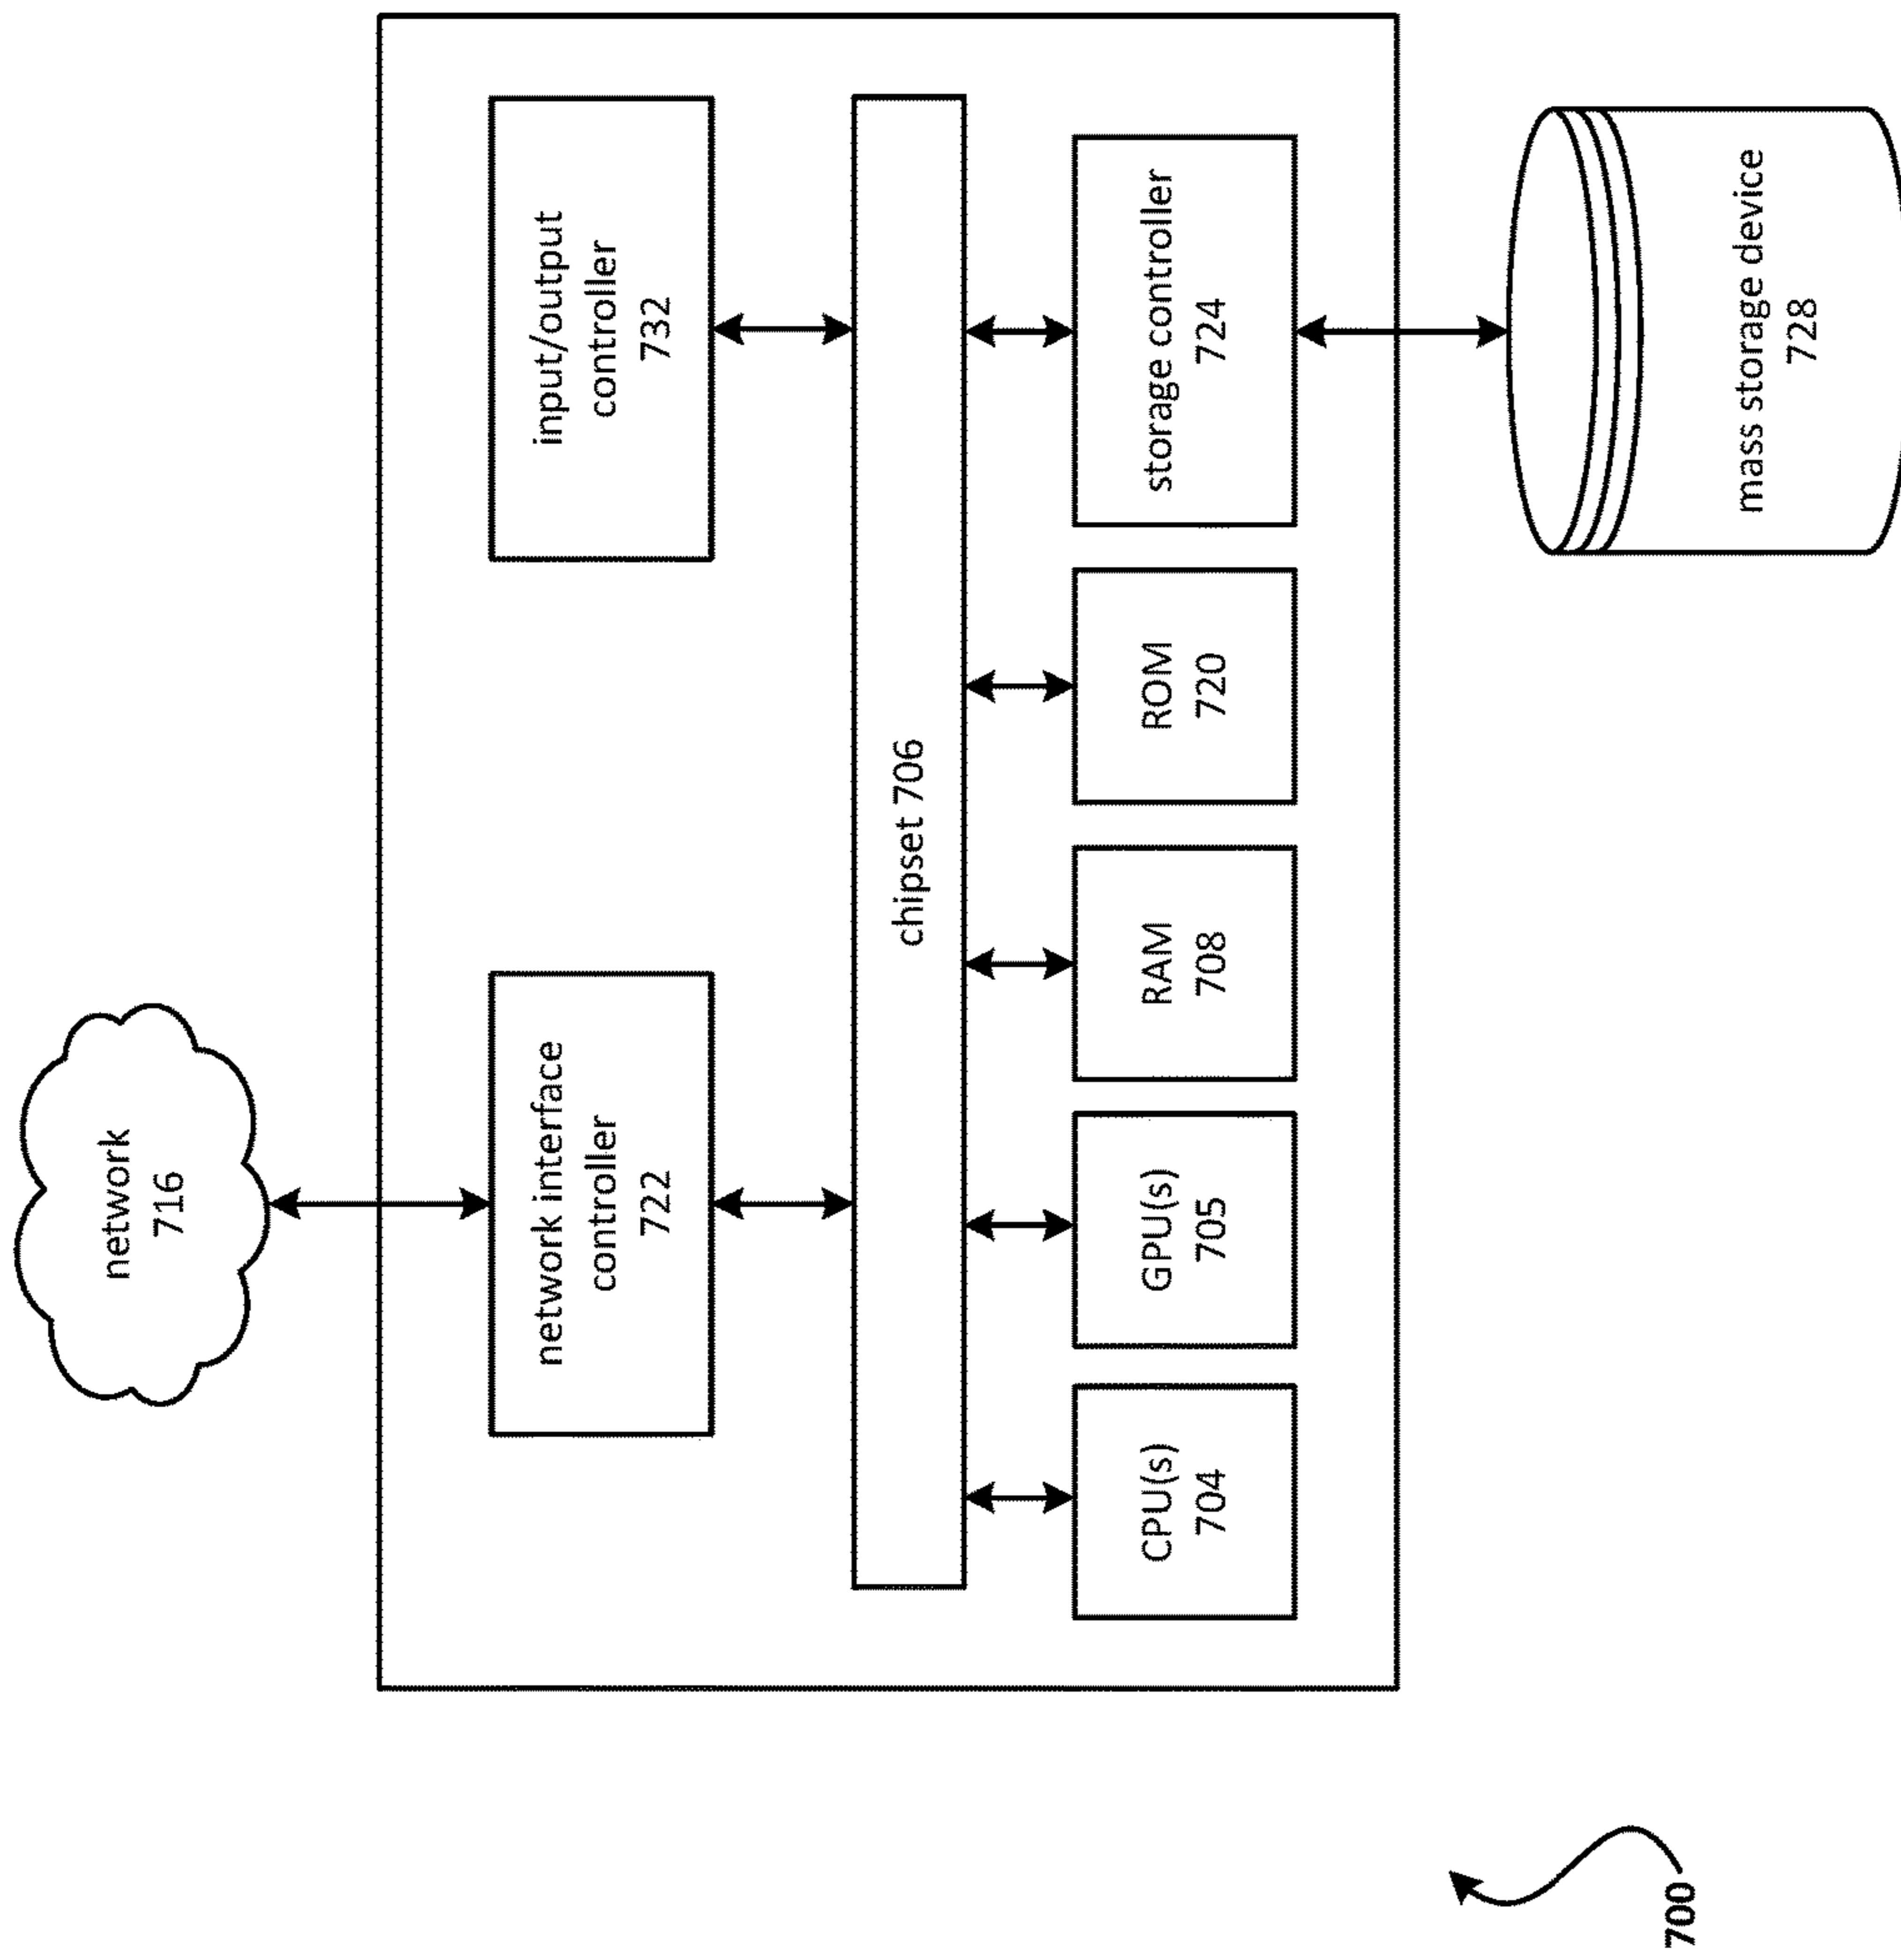 network
716
network interface
controller
722
input/output
controller
732
chipset 706
CPU(s)
704
GPU(s)
705
RAM
708
ROM
720
storage controller
724
mass storage device
728
700